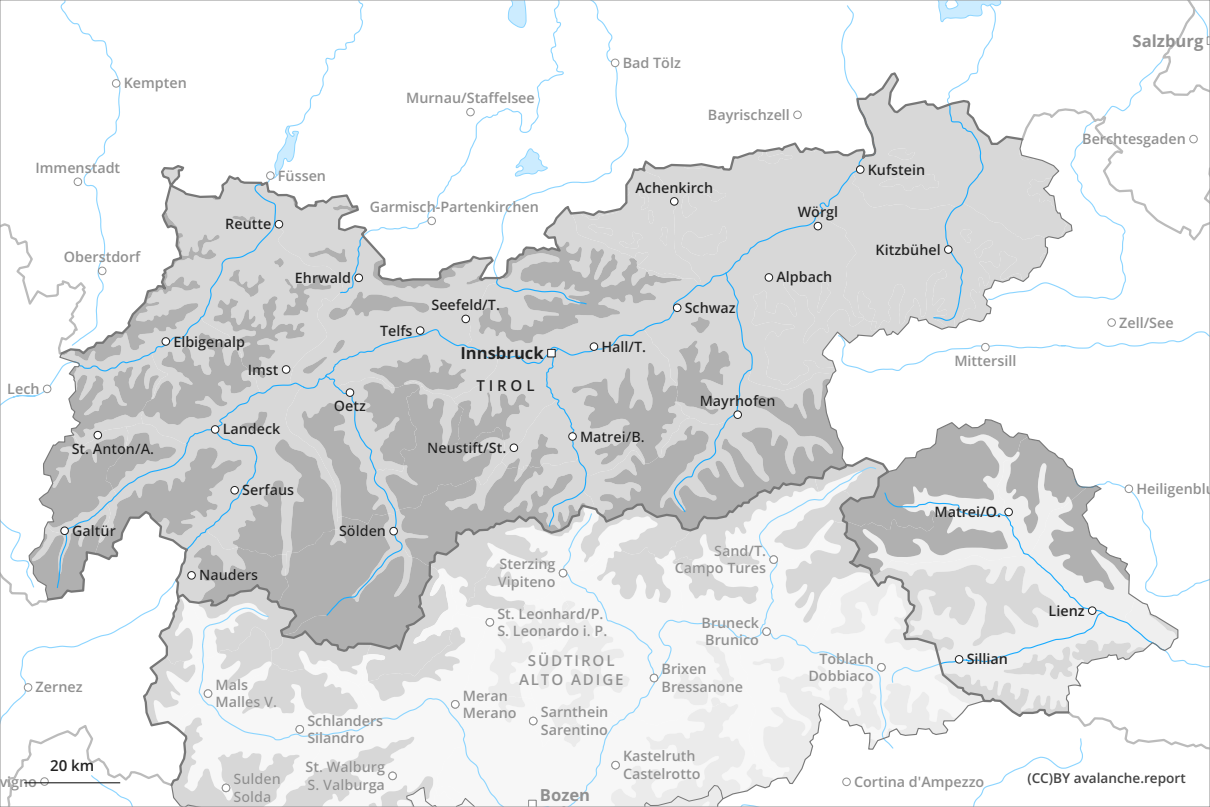 Salzburg
Bad Tölz
Kempten
Murnau/Staffelsee
Bayrischzell
Berchtesgaden
Immenstadt
Füssen
Kufstein
Achenkirch
Garmisch-Partenkirchen
Wörgl
Reutte
Kitzbühel
Oberstdorf
Ehrwald
Alpbach
Seefeld/T.
Schwaz
Zell/See
Telfs
Elbigenalp
Innsbruck
Hall/T.
Mittersill
Imst
TIROL
Lech
Oetz
Mayrhofen
Landeck
Matrei/B.
St. Anton/A.
Neustift/St.
Serfaus
Heiligenblu
Matrei/O.
Galtür
Sölden
Sand/T.
Campo Tures
Sterzing
Vipiteno
Nauders
St. Leonhard/P.
S. Leonardo i. P.
Lienz
Bruneck
Brunico
SÜDTIROL
ALTO ADIGE
Toblach
Dobbiaco
Sillian
Brixen
Bressanone
Zernez
Mals
Malles V.
Meran
Merano
Sarnthein
Sarentino
Schlanders
Silandro
Kastelruth
Castelrotto
20 km
St. Walburg
S. Valburga
vigno
Sulden
Solda
Cortina d'Ampezzo
(CC)BY avalanche.report
Bozen